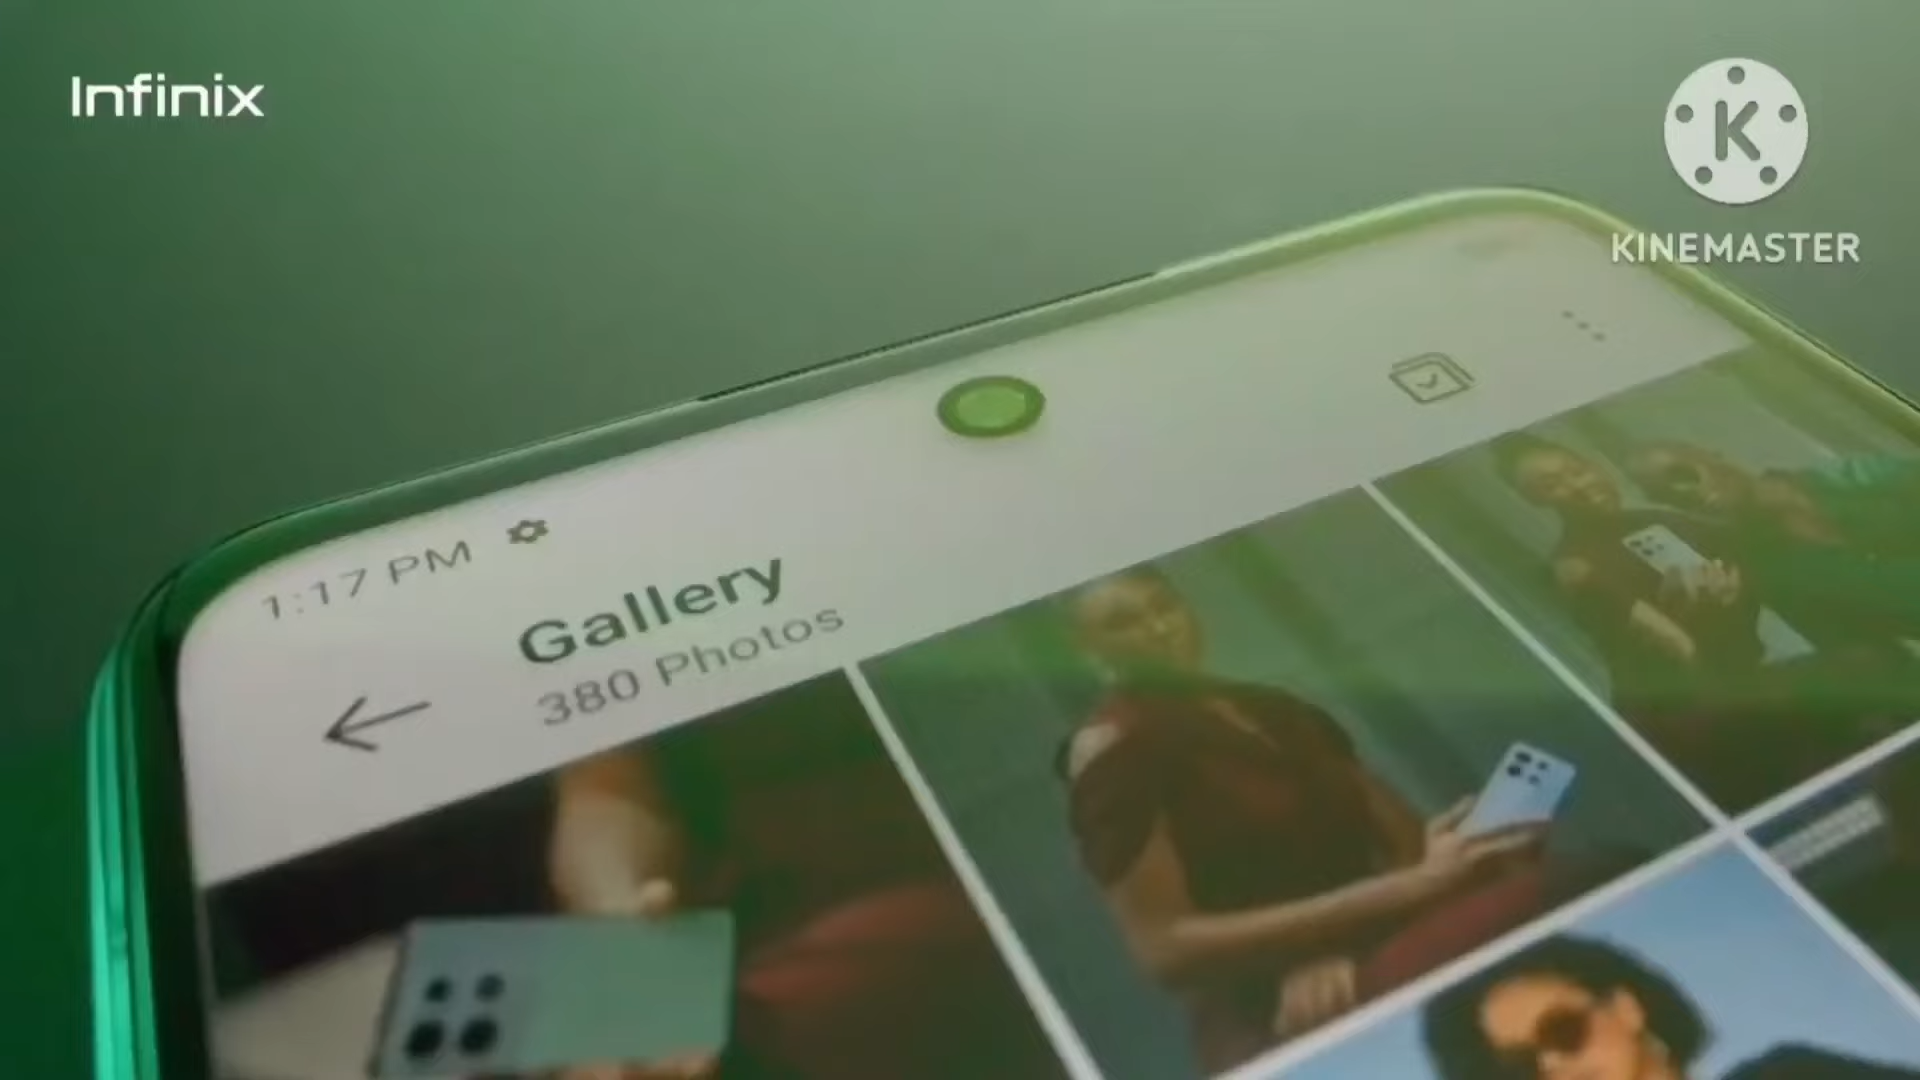 Infinix
K
KINEMASTER
1:17 PM
Gallery
380 Photos